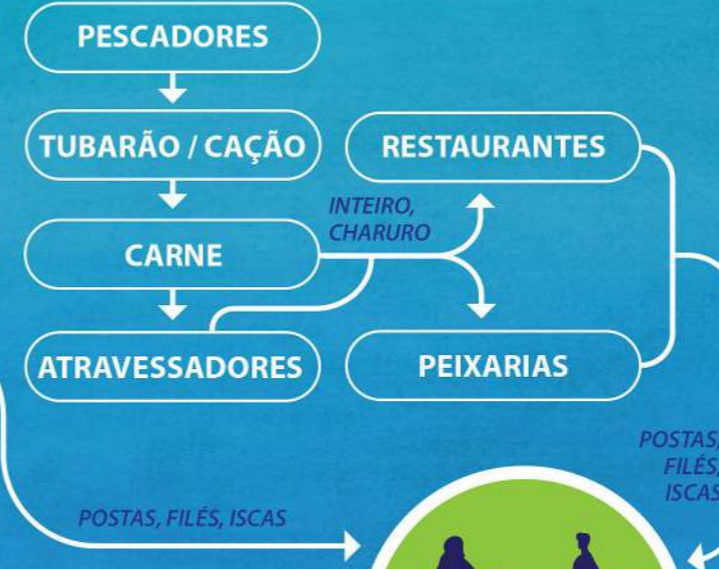 PESCADORES
TUBARÃO / CAÇÃO
RESTAURANTES
INTEIRO,
CHARURO
CARNE
ATRAVESSADORES
PEIXARIAS
POSTAS,
FILÉS,
ISCAS
POSTAS, FILÉS, ISCAS